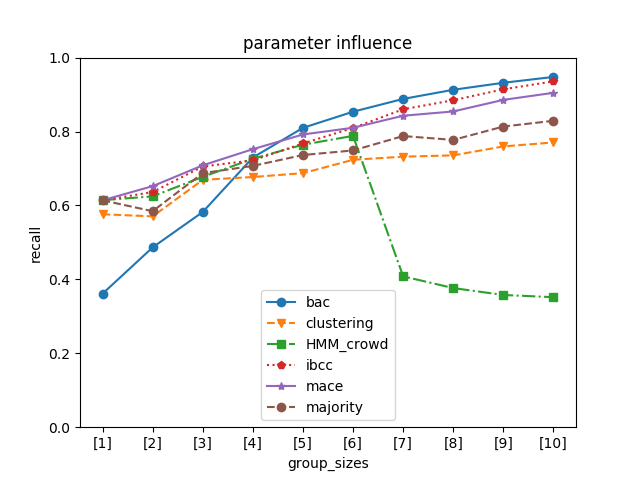 parameter influence
1.0
0.8
0.6
0.4
0.2
0.0
recall
bac
clustering
HMM_crowd
ibcc
mace
majority
[1] [2] [3] [4] [5] [6] [7] [8] [9] [10]
group_sizes